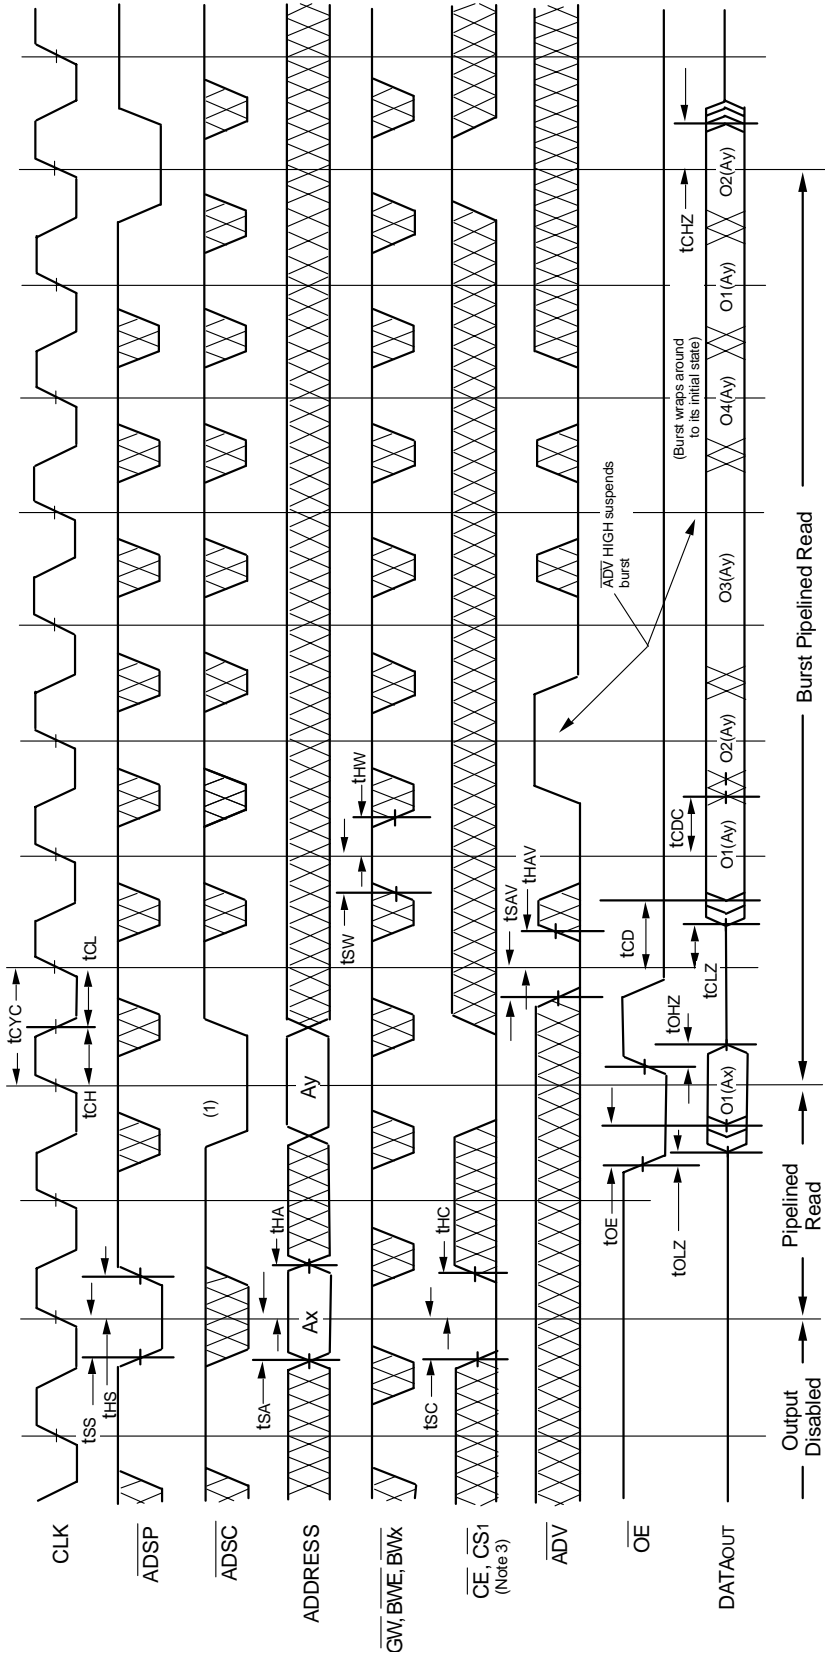 CLK
tCYC
tCH
tCL
ADSP
tSS
tHS
ADSC
(1)
ADDRESS
tSA
tHA
Ax
Ay
GW, BWE, BWx
tSW
tHW
CE, CS1
(Note 3)
tSC
tHC
ADV
tSAV
tHAV
ADV HIGH suspends
burst
OE
tOE
tOHZ
tCD
tOLZ
tCLZ
tCDC
(Burst wraps around
to its initial state)
tCHZ
DATAOUT
O1(Ax)
O1(Ay)
O2(Ay)
O3(Ay)
O4(Ay)
O1(Ay)
O2(Ay)
Output
Disabled
Pipelined
Read
Burst Pipelined Read